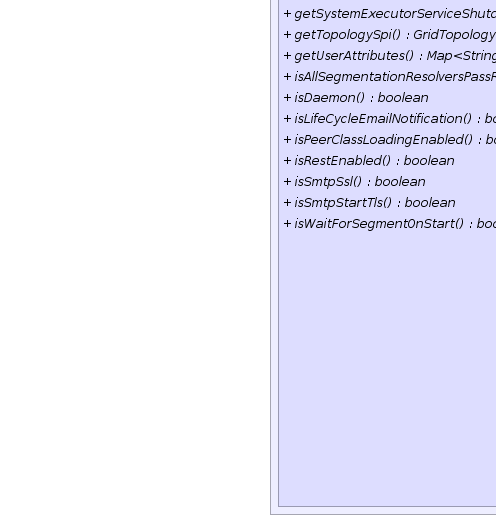 + getSystemExecutorServiceShutd
+ getTopologySpi() : GridTopology
+ getUserAttributes() : Map<String
+ isAllSegmentationResolversPassR
+ isDaemon() : boolean
+ isLifeCycleEmailNotification() : bo
+ isPeerClassLoadingEnabled() : bo
+ isRestEnabled() : boolean
+ isSmtpSsl() : boolean
+ isSmtpStartTls() : boolean
+ isWaitForSegmentOnStart() : boo